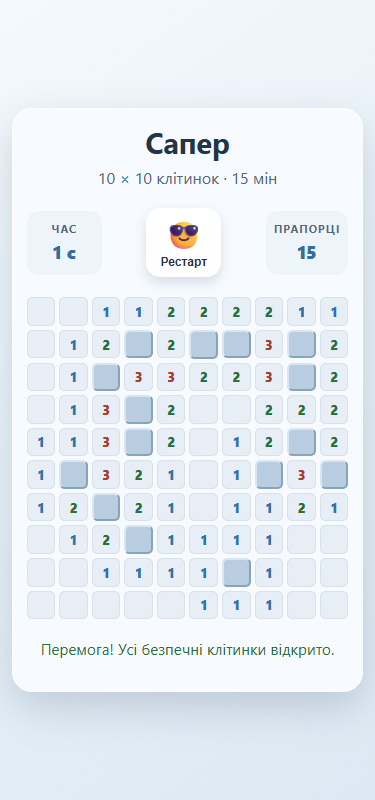 Сапер
10 × 10 клітинок · 15 мін
ЧАС
1 с
Рестарт
ПРАПОРЦІ
15
1 1 2 2 2 2 1 1
1 2 2 3 2
1 3 3 2 2 3 2
1 3 2 2 2 2
1 1 3 2 1 2 2
1 3 2 1 1 3
1 2 2 1 1 1 2 1
1 2 1 1 1 1
1 1 1 1 1
1 1 1
Перемога! Усі безпечні клітинки відкрито.